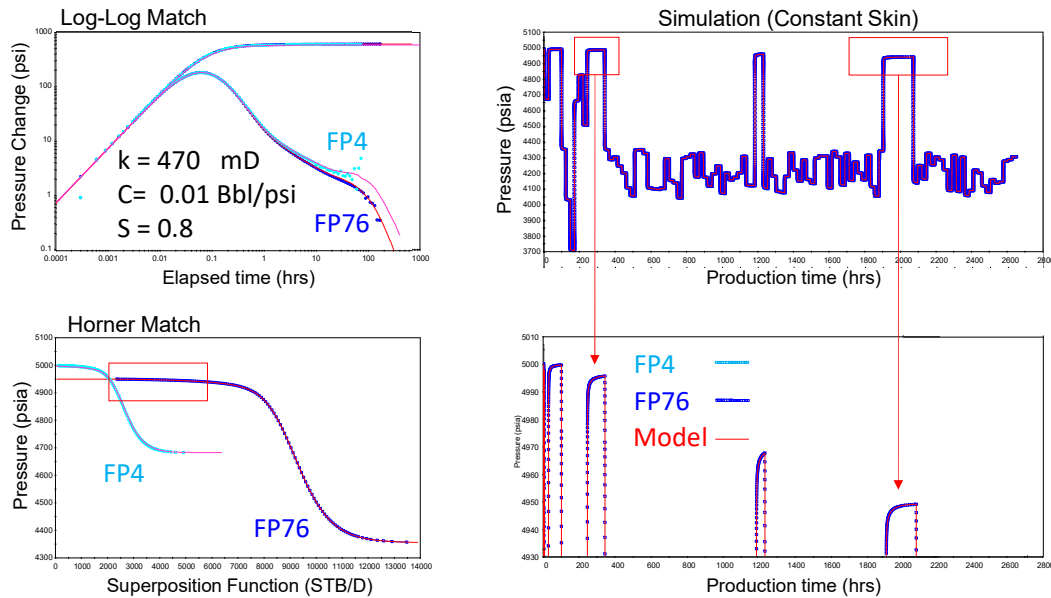 Log-Log Match
Pressure Change (psi)
1000
100
10
1
0.1
FP4
k = 470 mD
C= 0.01 Bbl/psi
S = 0.8
FP76
0.0001 0.001 0.01 0.1 1 10 100 1000
Elapsed time (hrs)
Simulation (Constant Skin)
Pressure (psia)
5100
5000
4900
4800
4700
4600
4500
4400
4300
4200
4100
4000
3900
3800
3700
0 200 400 600 800 1000 1200 1400 1600 1800 2000 2200 2400 2600 2800
Production time (hrs)
Horner Match
Pressure (psia)
5100
5000
4900
4800
4700
4600
4500
4400
4300
FP4
FP76
0 1000 2000 3000 4000 5000 6000 7000 8000 9000 10000 11000 12000 13000 14000
Superposition Function (STB/D)
Pressure (psia)
5010
5000
4990
4980
4970
4960
4950
4940
4930
FP4
FP76
Model
0 200 400 600 800 1000 1200 1400 1600 1800 2000 2200 2400 2600 2800
Production time (hrs)